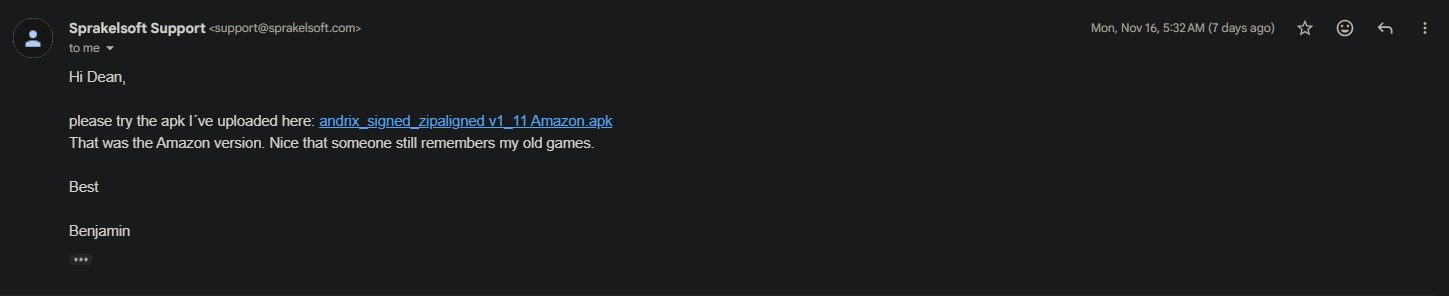 Sprakelsoft Support <support@sprakelsoft.com>
Mon, Nov 16, 5:32 AM (7 days ago)
to me
Hi Dean,
please try the apk I´ve uploaded here: andrix_signed_zipaligned v1_11 Amazon.apk
That was the Amazon version. Nice that someone still remembers my old games.
Best
Benjamin